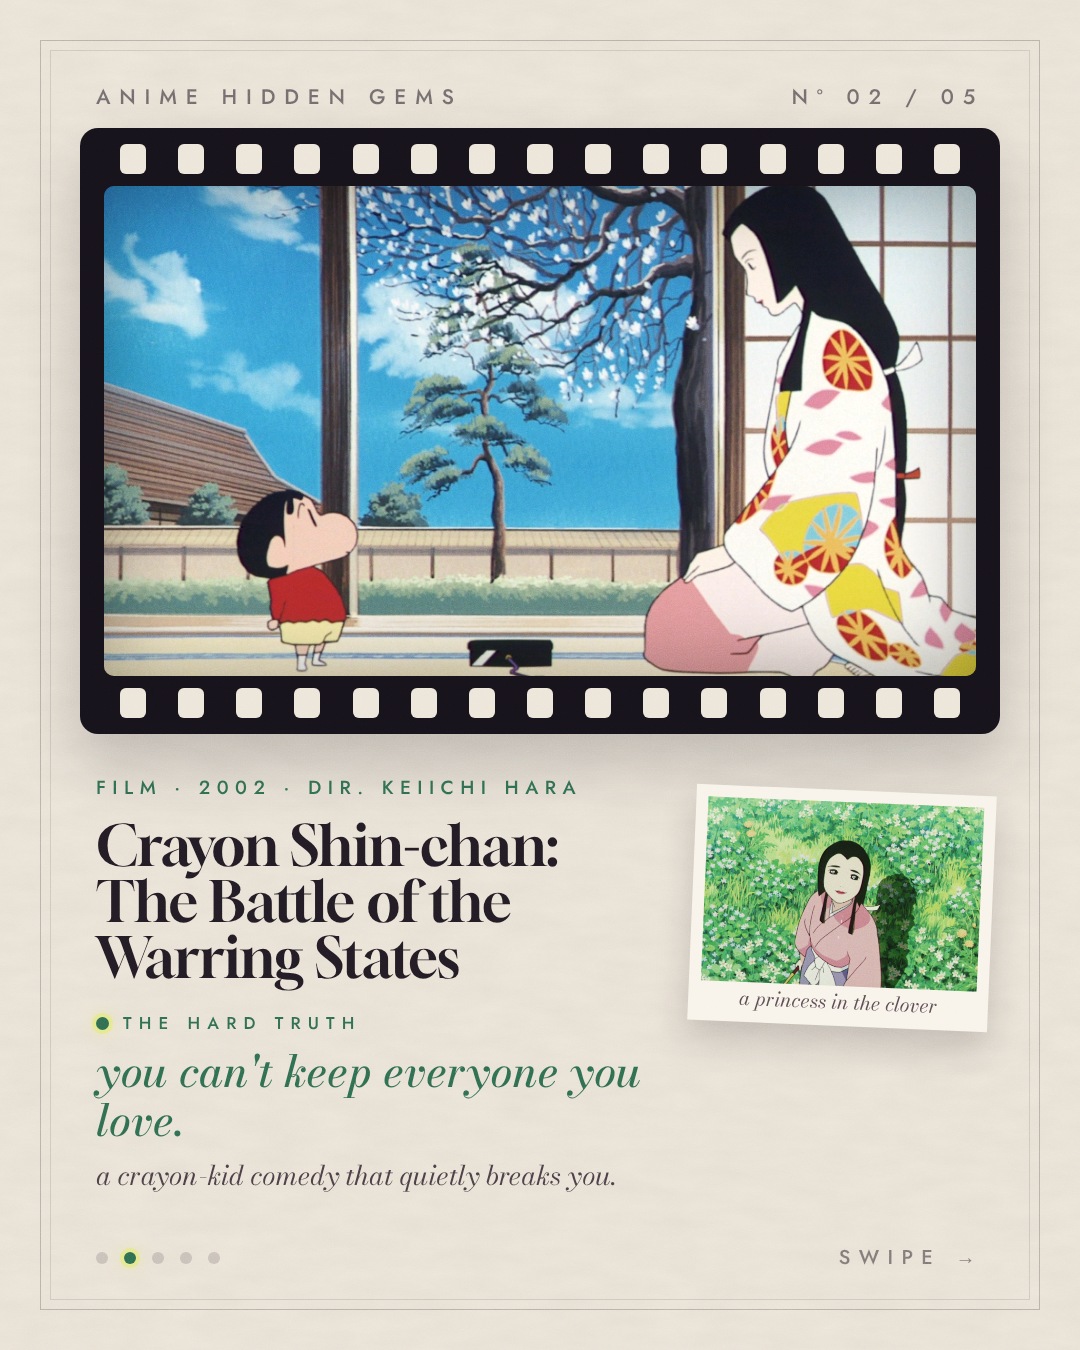 ANIME HIDDEN GEMS
N° 02 / 05
FILM · 2002 · DIR. KEIICHI HARA
Crayon Shin-chan:
The Battle of the
Warring States
a princess in the clover
THE HARD TRUTH
you can't keep everyone you
love.
a crayon-kid comedy that quietly breaks you.
SWIPE →